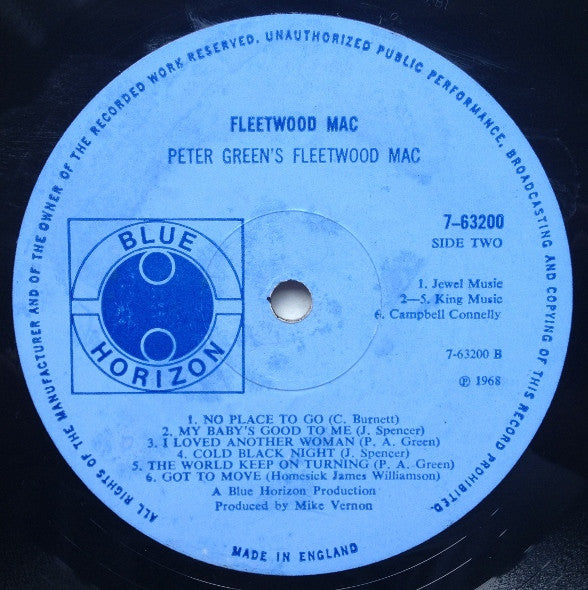 ALL RIGHTS OF THE MANUFACTURER AND OF THE OWNER OF THE RECORDED WORK RESERVED. UNAUTHORIZED PUBLIC PERFORMANCE, BROADCASTING AND COPYING OF THIS RECORD PROHIBITED.
FLEETWOOD MAC
PETER GREEN'S FLEETWOOD MAC
BLUE
HORIZON
7–63200
SIDE TWO
1. Jewel Music
2—5. King Music
6. Campbell Connelly
7-63200 B
℗ 1968
1. NO PLACE TO GO (C. Burnett)
2. MY BABY'S GOOD TO ME (J. Spencer)
3. I LOVED ANOTHER WOMAN (P. A. Green)
4. COLD BLACK NIGHT (J. Spencer)
5. THE WORLD KEEP ON TURNING (P. A. Green)
6. GOT TO MOVE (Homesick James Williamson)
A Blue Horizon Production
Produced by Mike Vernon
MADE IN ENGLAND